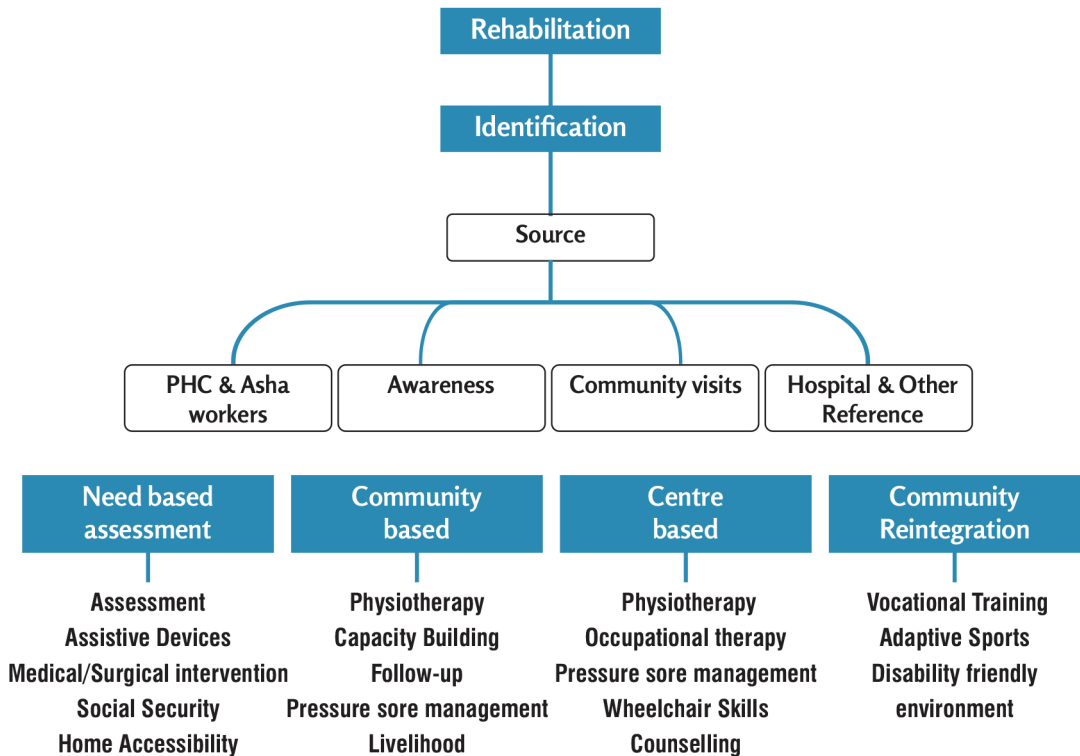 Rehabilitation
Identification
Source
PHC & Asha
workers
Awareness
Community visits
Hospital & Other
Reference
Need based
assessment
Assessment
Assistive Devices
Medical/Surgical intervention
Social Security
Home Accessibility
Community
based
Physiotherapy
Capacity Building
Follow-up
Pressure sore management
Livelihood
Centre
based
Physiotherapy
Occupational therapy
Pressure sore management
Wheelchair Skills
Counselling
Community
Reintegration
Vocational Training
Adaptive Sports
Disability friendly
environment